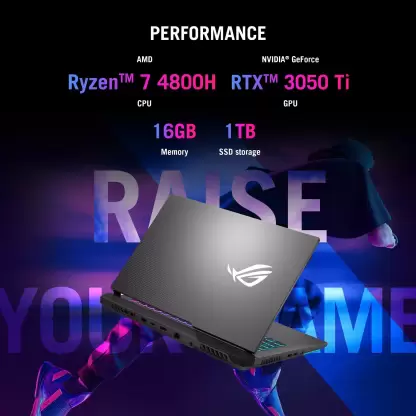 PERFORMANCE
AMD
Ryzen™ 7 4800H
CPU
NVIDIA® GeForce
RTX™ 3050 Ti
GPU
16GB
Memory
1TB
SSD storage
RAISE
YOUR GAME